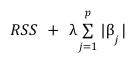 RSS + λ ∑_{j=1}^{p} |β_j|